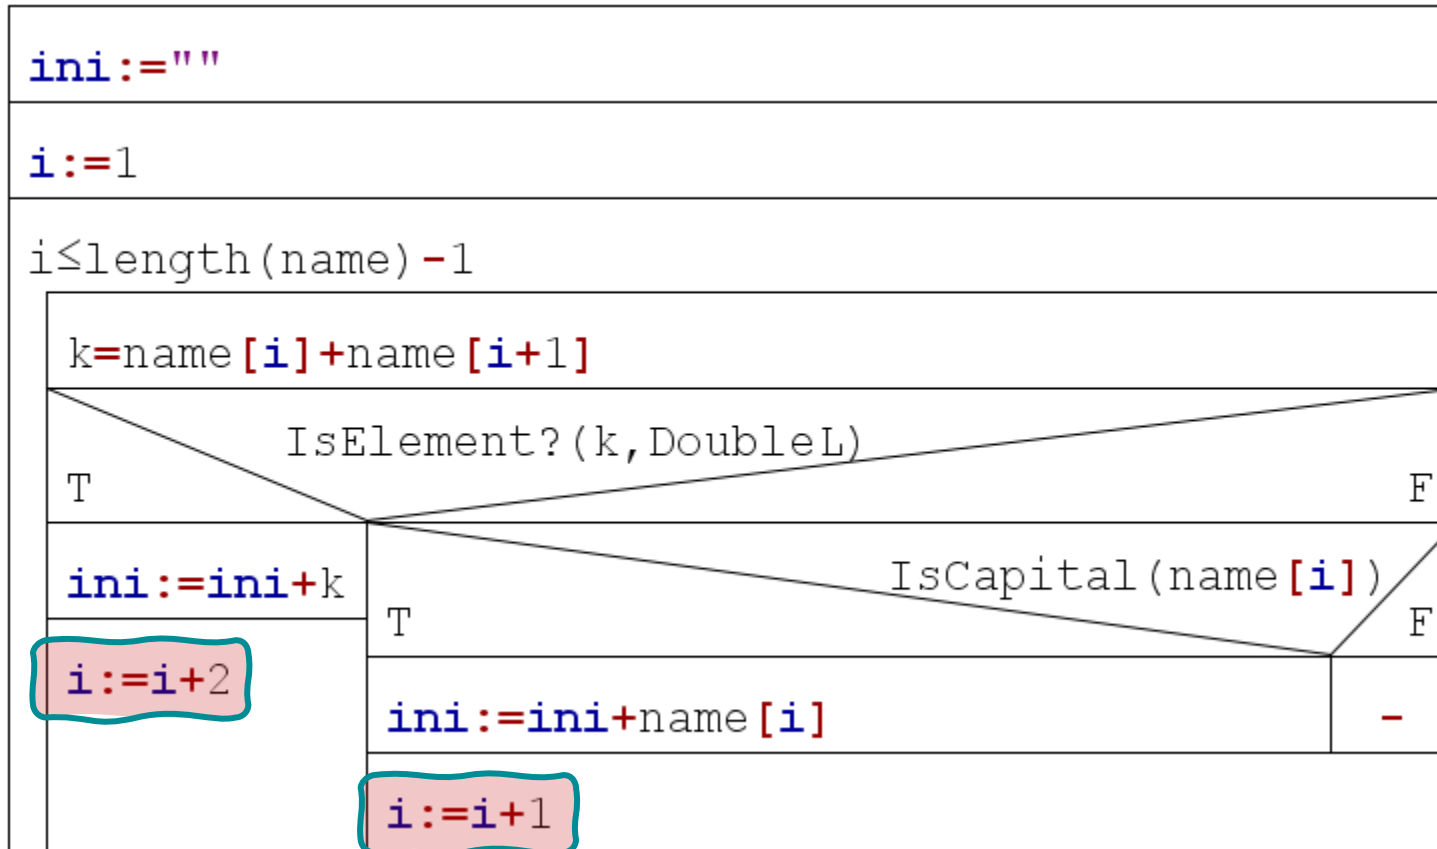 ini:=""
i:=1
i≤length(name)-1
k=name[i]+name[i+1]
IsElement?(k,DoubleL)
T
F
ini:=ini+k
IsCapital(name[i])
T
F
i:=i+2
ini:=ini+name[i]
-
i:=i+1